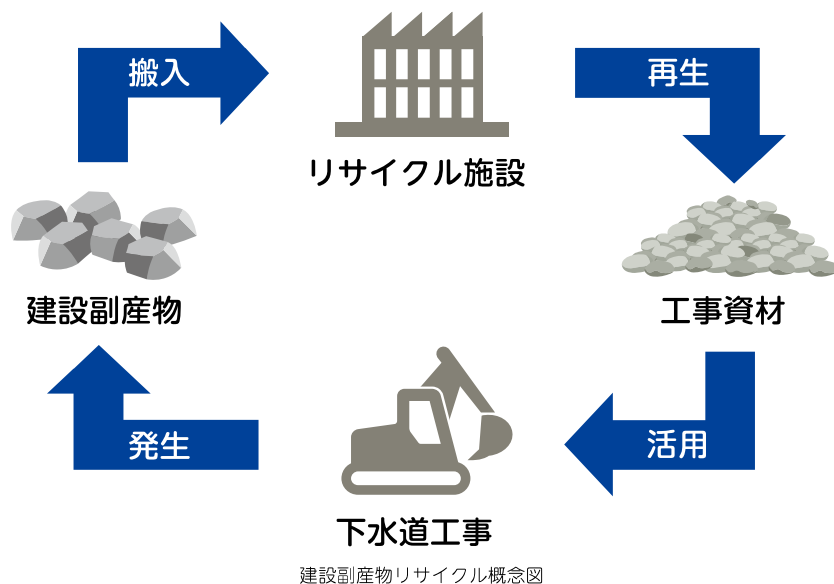 搬入
再生
リサイクル施設
建設副産物
工事資材
発生
活用
下水道工事
建設副産物リサイクル概念図